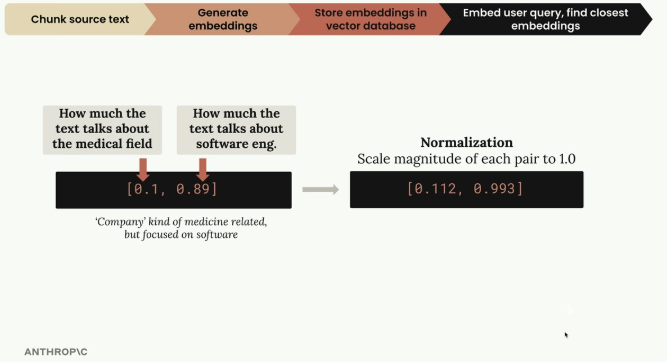 Chunk source text
Generate
embeddings
Store embeddings in
vector database
Embed user query, find closest
embeddings
How much the
text talks about
the medical field
How much the
text talks about
software eng.
[0.1, 0.89]
'Company' kind of medicine related,
but focused on software
Normalization
Scale magnitude of each pair to 1.0
[0.112, 0.993]
ANTHROP\C